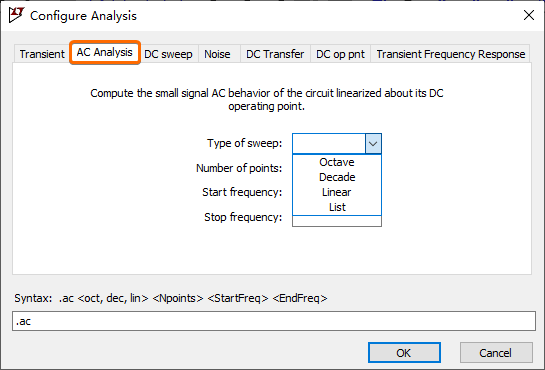 Configure Analysis
Transient AC Analysis DC sweep Noise DC Transfer DC op pnt Transient Frequency Response
Compute the small signal AC behavior of the circuit linearized about its DC
operating point.
Type of sweep:
Octave
Number of points:
Decade
Start frequency:
Linear
List
Stop frequency:
Syntax: .ac <oct, dec, lin> <Npoints> <StartFreq> <EndFreq>
.ac
OK Cancel